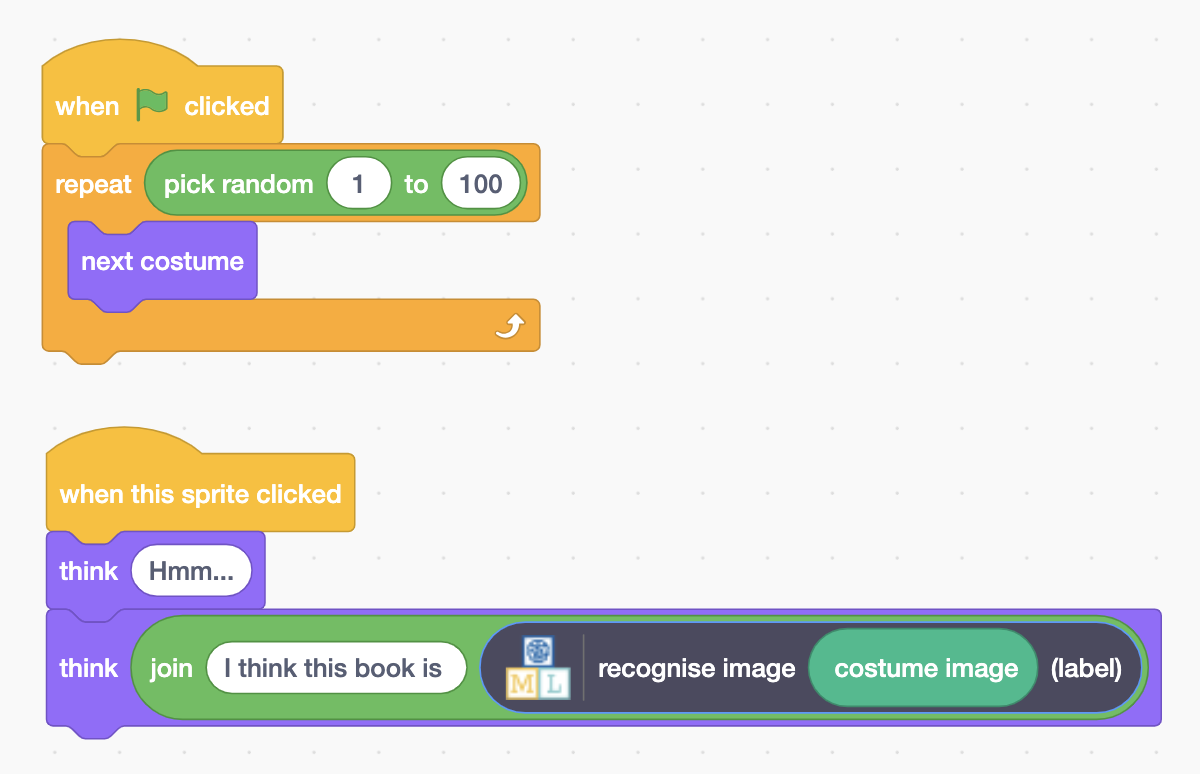 when clicked
repeat pick random 1 to 100
next costume
when this sprite clicked
think Hmm...
think join I think this book is ML recognise image costume image (label)